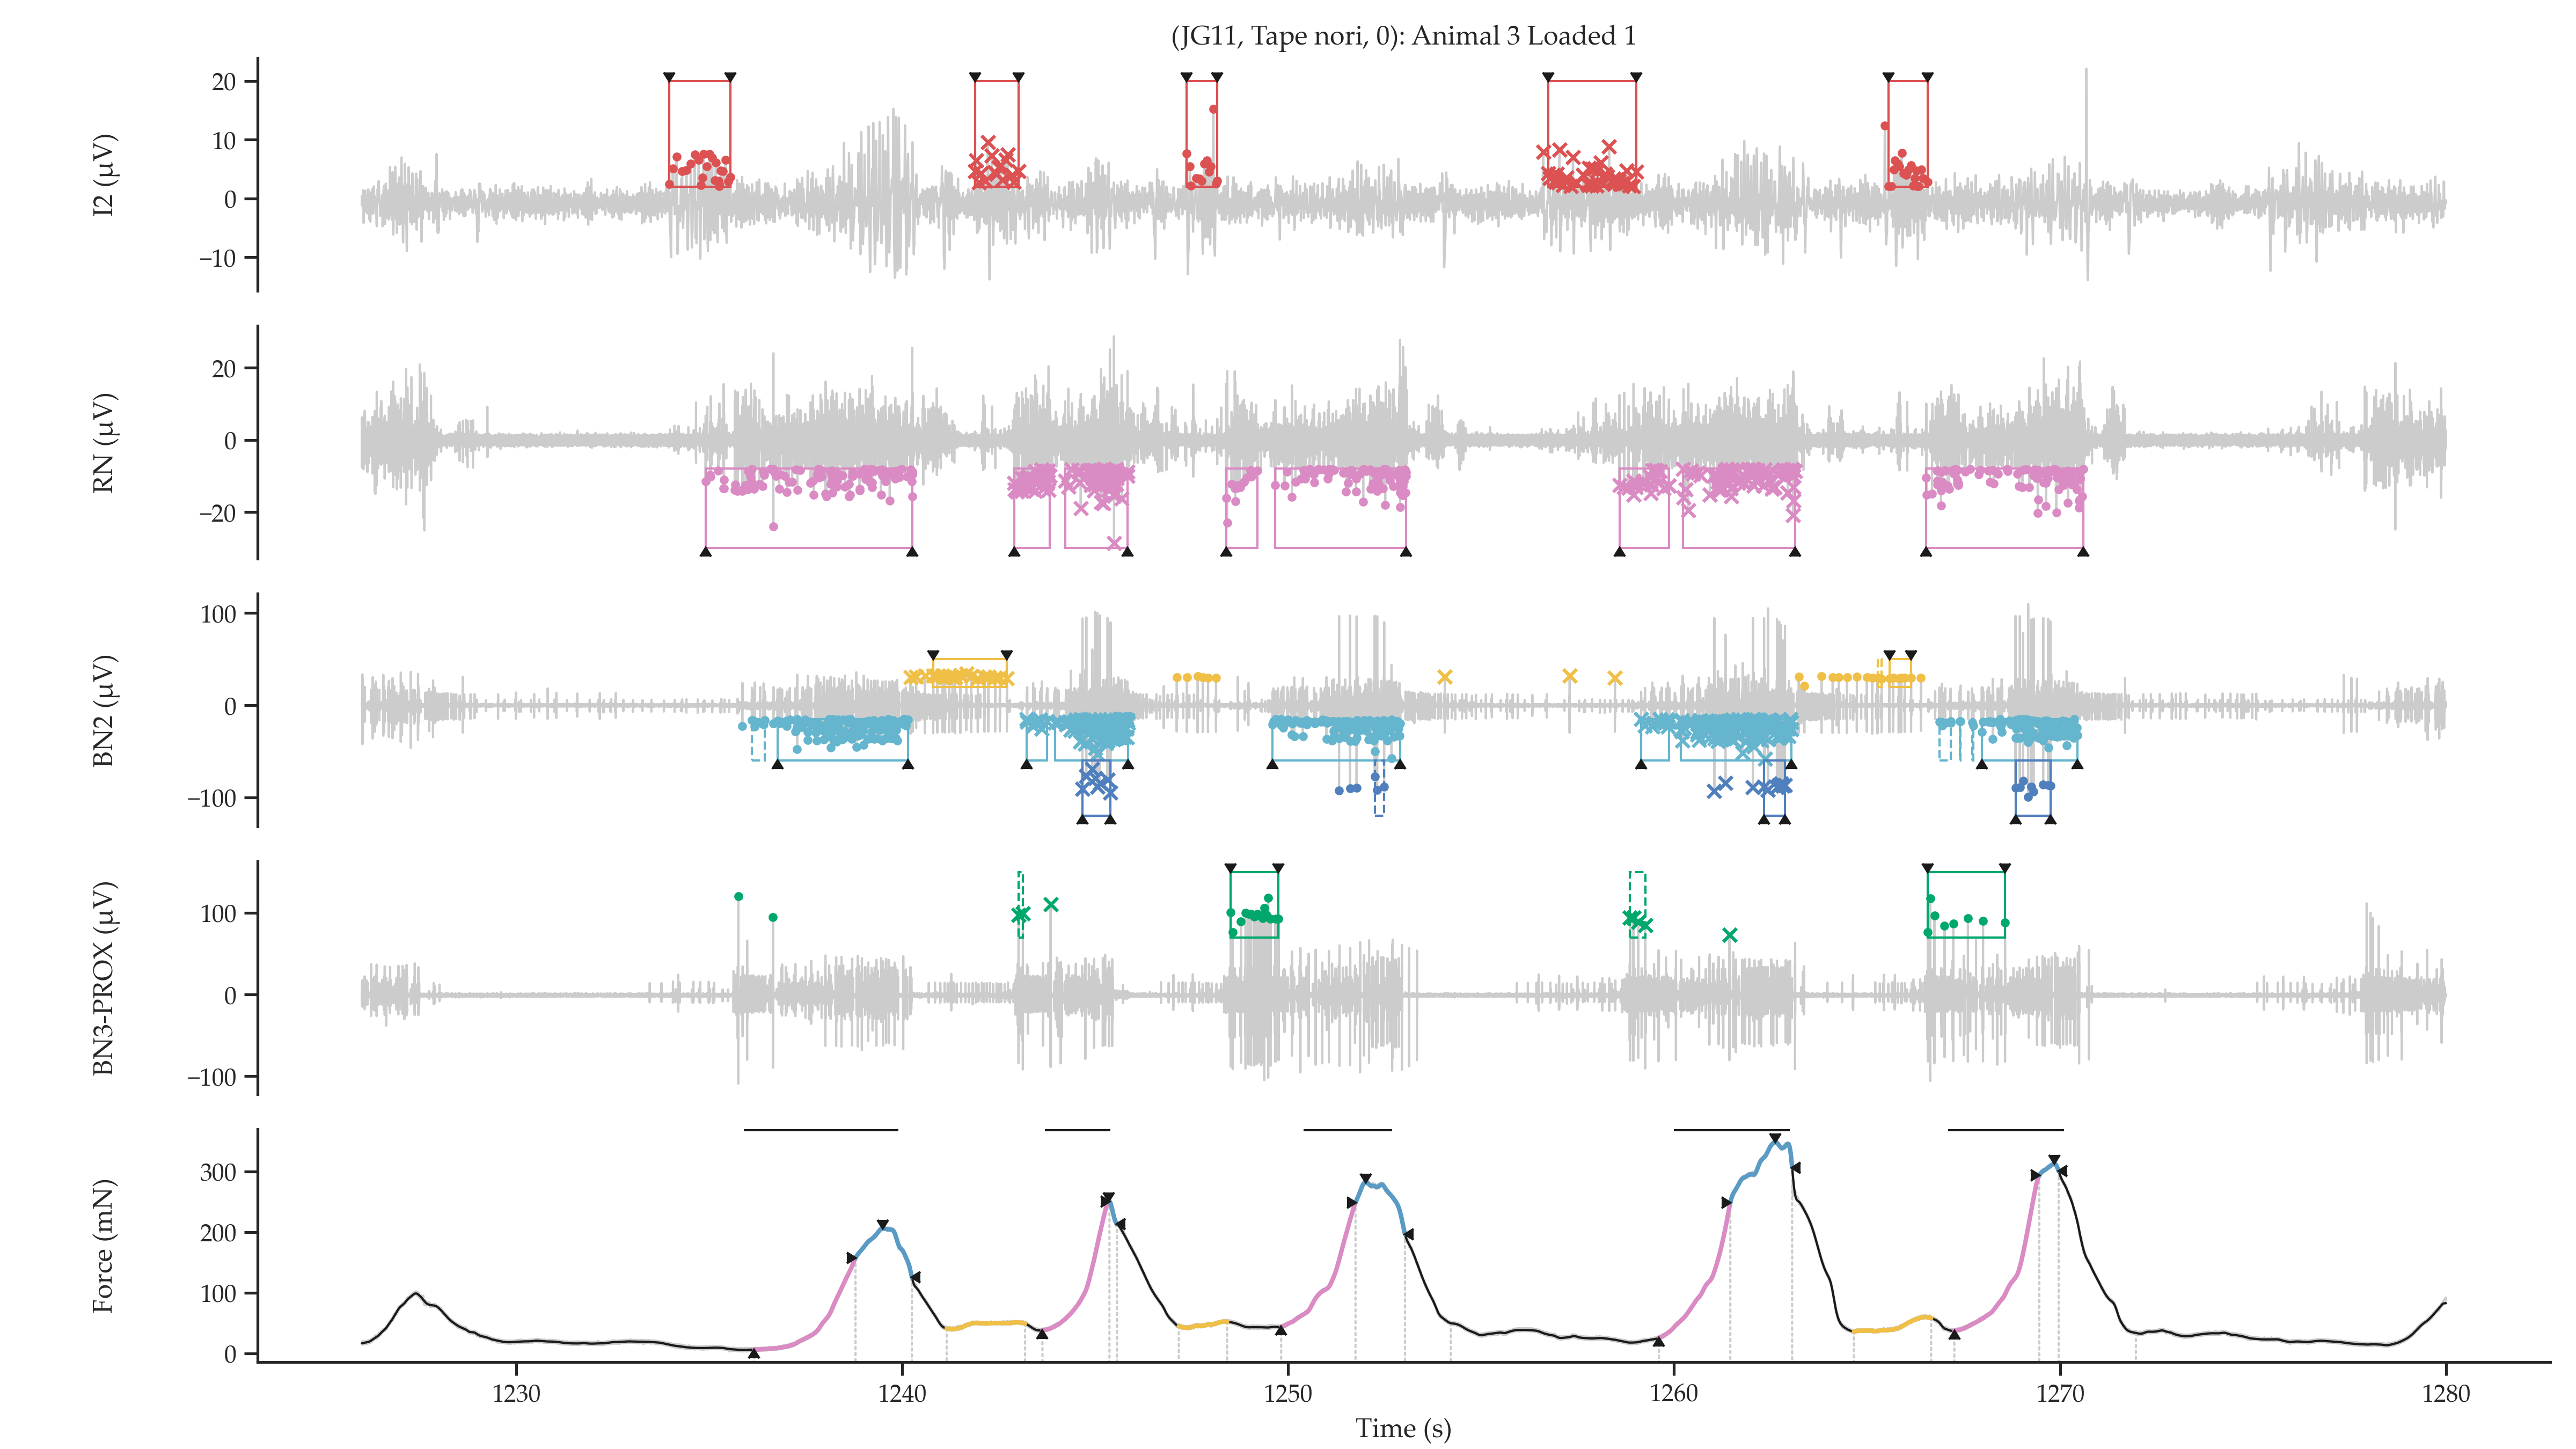 (JG11, Tape nori, 0): Animal 3 Loaded 1
I2 (µV)
20
10
0
−10
RN (µV)
20
0
−20
BN2 (µV)
100
0
−100
BN3-PROX (µV)
100
0
−100
Force (mN)
300
200
100
0
1230 1240 1250 1260 1270 1280
Time (s)